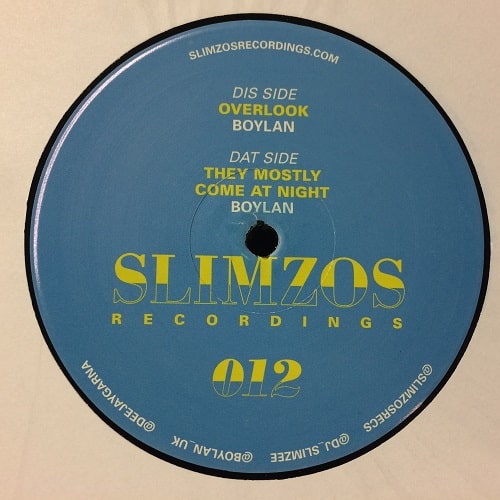 SLIMZOSRECORDINGS.COM
DIS SIDE
OVERLOOK
BOYLAN
DAT SIDE
THEY MOSTLY
COME AT NIGHT
BOYLAN
SLIMZOS
RECORDINGS
012
@DEEJAYGARNA
@BOYLAN_UK
@DJ_SLIMZEE
@SLIMZOSRECS